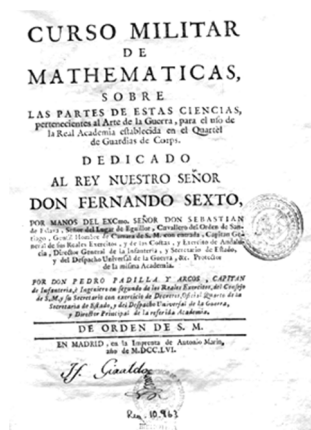 CURSO MILITAR
DE
MATHEMATICAS,
SOBRE
LAS PARTES DE ESTAS CIENCIAS,
pertenecientes al Arte de la Guerra, para el uso de
la Real Academia establecida en el Quartèl
de Guardias de Corps.
DEDICADO
AL REY NUESTRO SEÑOR
DON FERNANDO SEXTO,
POR MANOS DEL EXCmo. SEÑOR DON SEBASTIAN
de Eslava, Señor del Lugar de Eguillor, Cavallero del Orden de San-
tiago, Gentil Hombre de Camara de S. M. con entrada, Capitan Ge-
neral de los Reales Exercitos, y de las Costas, y Exercito de Andalu-
cia, Director General de la Infanteria, y Secretario de Estado,
y del Despacho Universal de la Guerra, &c. Protector
de la misma Academia.
POR DON PEDRO PADILLA Y ARCOS, CAPITAN
de Infanteria, è Ingeniero en segundo de los Reales Exercitos, del Consejo
de S.M. y su Secretario con exercicio de Decretos, Oficial Quarto de la
Secretaria de Estado, y del Despacho Universal de la Guerra,
y Director Principal de la referida Academia.
DE ORDEN DE S. M.
EN MADRID, en la Imprenta de Antonio Marin,
año de M.DCC.LVI.
Giraldo
Reg. 10.963